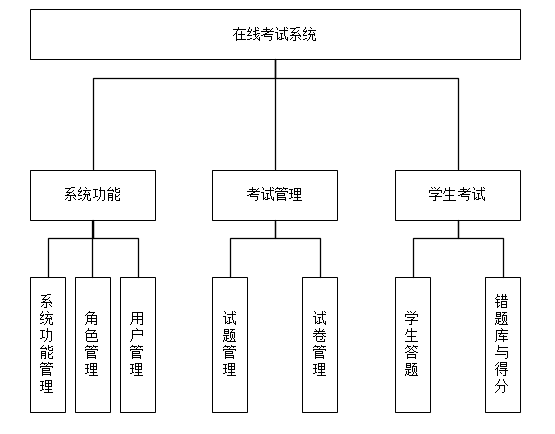 在线考试系统
系统功能
考试管理
学生考试
系统功能管理
角色管理
用户管理
试题管理
试卷管理
学生答题
错题库与得分